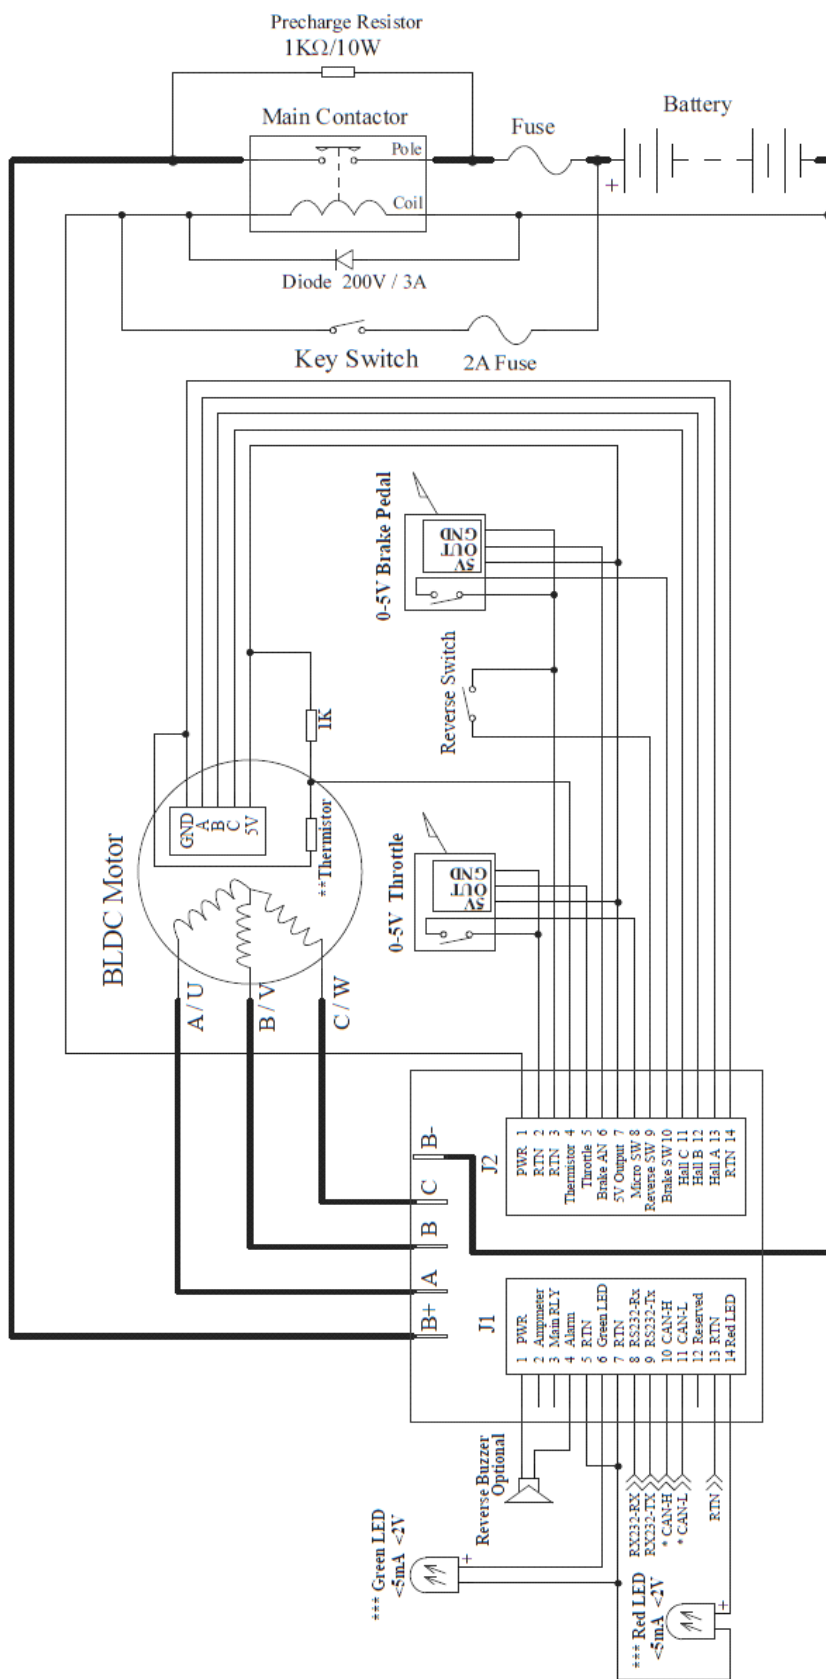 Precharge Resistor
1KΩ/10W
Main Contactor
Pole
Coil
Fuse
Battery
+
Diode 200V / 3A
Key Switch
2A Fuse
0-5V Brake Pedal
GND
OUT
5V
Reverse Switch
1K
**Thermistor
BLDC Motor
GND
A
B
C
5V
0-5V Throttle
GND
OUT
5V
A / U
B / V
C / W
B-
C
B
A
B+
J2
PWR 1
RTN 2
RTN 3
Thermistor 4
Throttle 5
Brake AN 6
5V Output 7
Micro SW 8
Reverse SW 9
Brake SW 10
Hall C 11
Hall B 12
Hall A 13
RTN 14
J1
1 PWR
2 Ampmeter
3 Main RLY
4 Alarm
5 RTN
6 Green LED
7 RTN
8 RS232-Rx
9 RS232-Tx
10 CAN-H
11 CAN-L
12 Reserved
13 RTN
14 Red LED
Reverse Buzzer
Optional
*** Green LED
<5mA <2V
+
RX232-RX
RX232-TX
* CAN-H
* CAN-L
RTN
*** Red LED
<5mA <2V
+